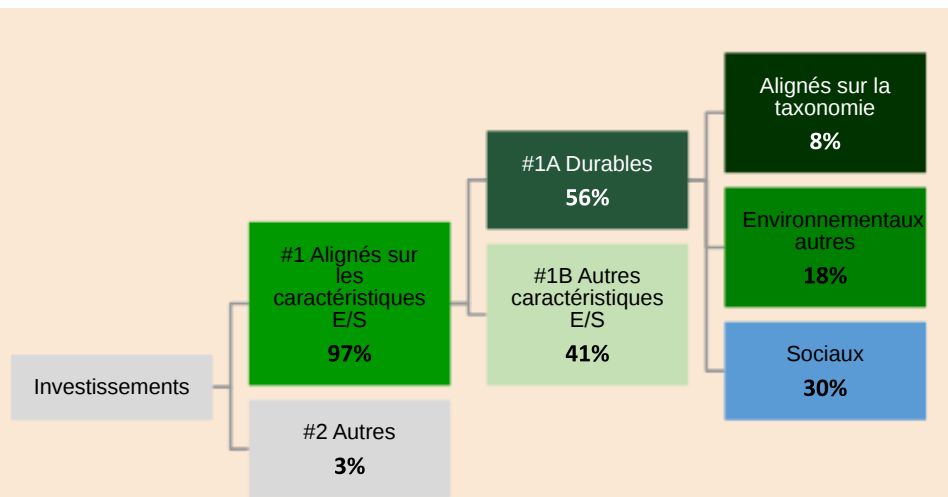 Investissements
#1 Alignés sur
les
caractéristiques
E/S
97%
#2 Autres
3%
#1A Durables
56%
#1B Autres
caractéristiques
E/S
41%
Alignés sur la
taxonomie
8%
Environnementaux
autres
18%
Sociaux
30%